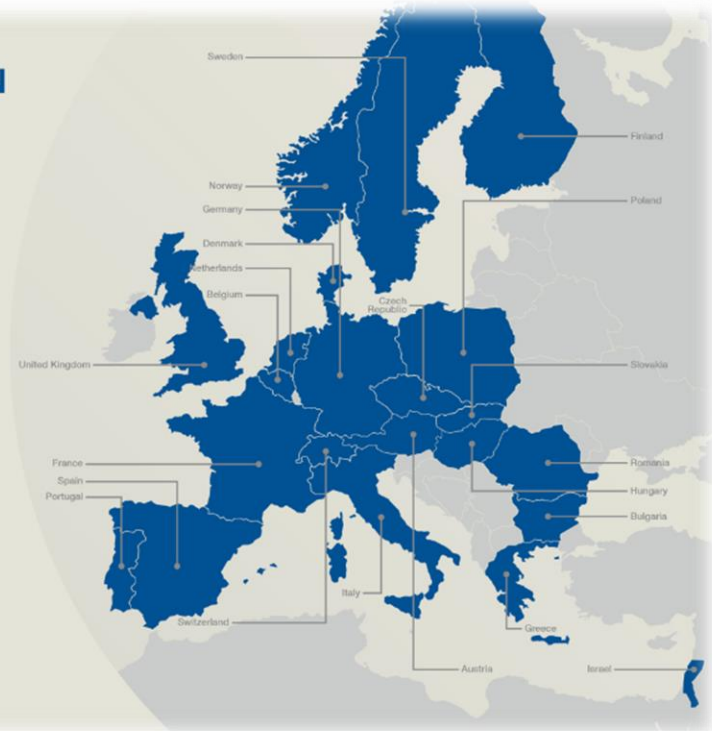 Sweden
Finland
Norway
Poland
Germany
Denmark
Netherlands
Belgium
Czech
Republic
United Kingdom
Slovakia
France
Romania
Spain
Hungary
Portugal
Bulgaria
Italy
Switzerland
Greece
Austria
Israel